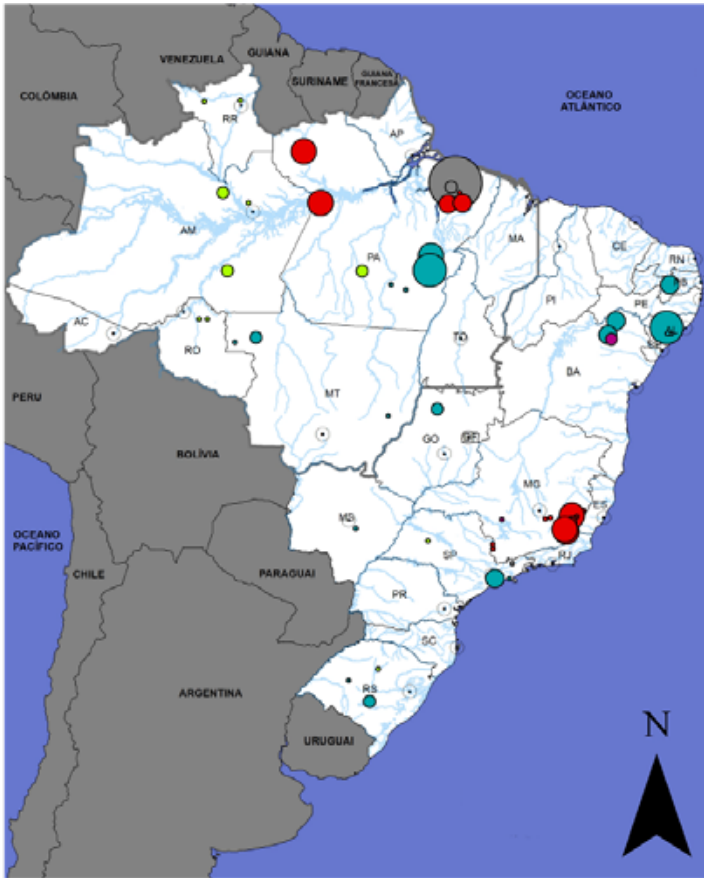 VENEZUELA
GUIANA
SURINAME
GUIANA
FRANCESA
COLÔMBIA
OCEANO
ATLÂNTICO
RR
AP
AM
PA
MA
CE
RN
PB
PI
PE
AL
AC
TO
RO
BA
MT
PERU
GO
DF
BOLÍVIA
MG
ES
MS
OCEANO
PACÍFICO
SP
RJ
CHILE
PARAGUAI
PR
SC
RS
ARGENTINA
URUGUAI
N